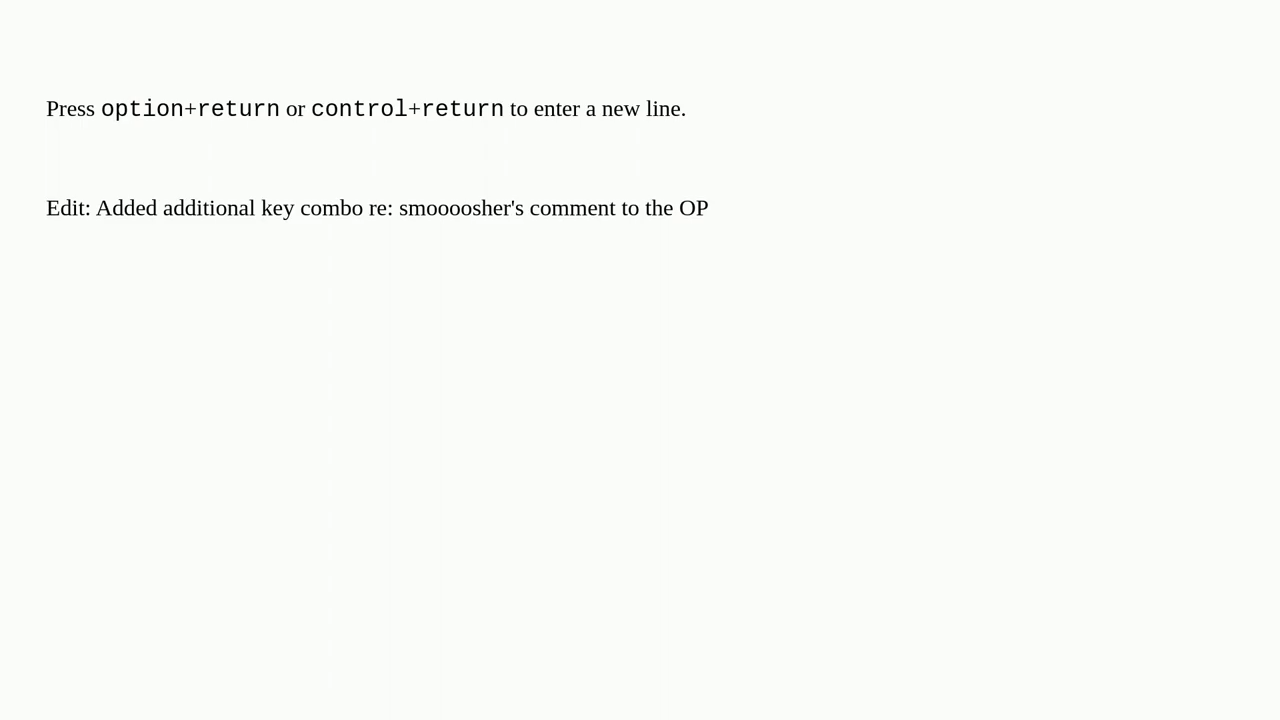 Press option+return or control+return to enter a new line.
Edit: Added additional key combo re: smoooosher's comment to the OP